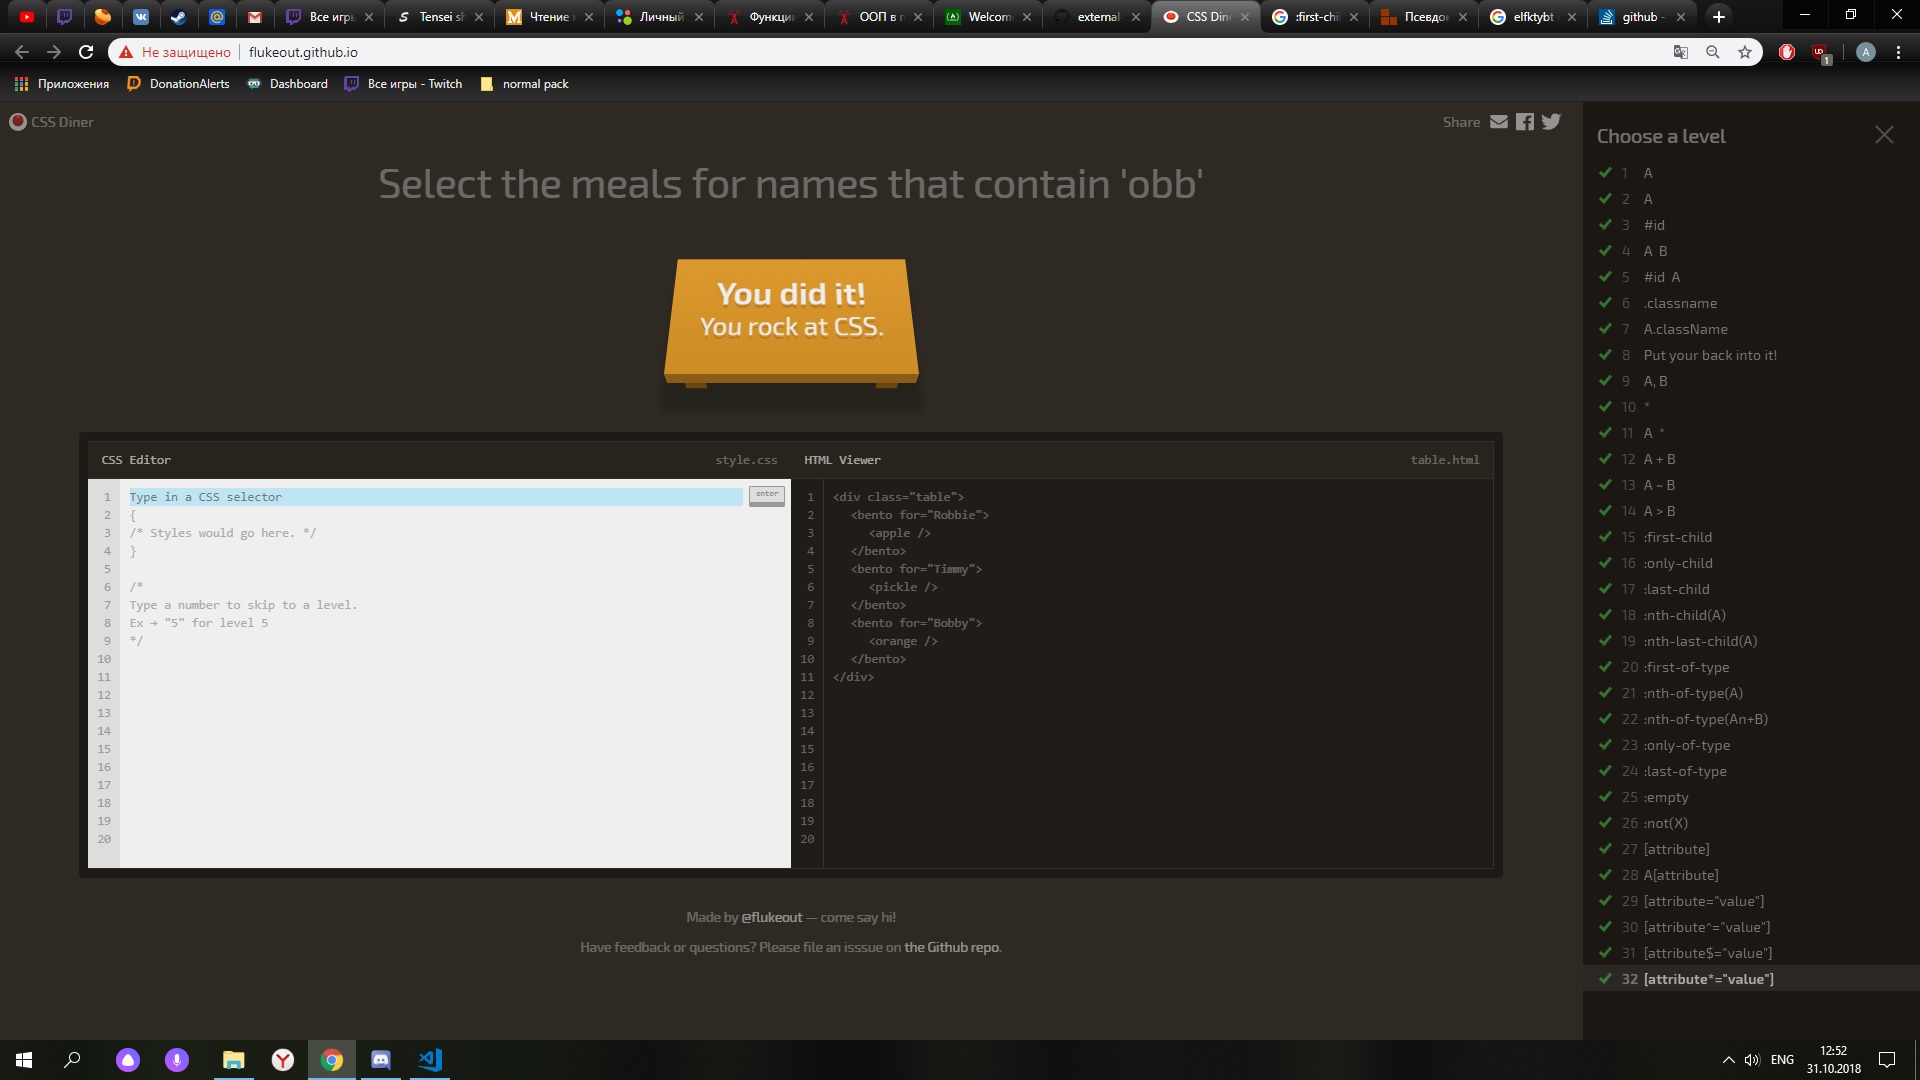 Все игры
Tensei sh
Чтение к
Личный
Функци
ООП в п
Welcom
external-
CSS Din
:first-chil
Псевдок
elfktybt
github -
Не защищено
flukeout.github.io
Приложения
DonationAlerts
Dashboard
Все игры - Twitch
normal pack
CSS Diner
Share
Select the meals for names that contain 'obb'
You did it!
You rock at CSS.
CSS Editor
style.css
1 Type in a CSS selector
enter
2 {
3 /* Styles would go here. */
4 }
5
6 /*
7 Type a number to skip to a level.
8 Ex → "5" for level 5
9 */
10
11
12
13
14
15
16
17
18
19
20
HTML Viewer
table.html
1 <div class="table">
2 <bento for="Robbie">
3 <apple />
4 </bento>
5 <bento for="Timmy">
6 <pickle />
7 </bento>
8 <bento for="Bobby">
9 <orange />
10 </bento>
11 </div>
12
13
14
15
16
17
18
19
20
Made by @flukeout — come say hi!
Have feedback or questions? Please file an isssue on the Github repo.
Choose a level
1 A
2 A
3 #id
4 A B
5 #id A
6 .classname
7 A.className
8 Put your back into it!
9 A, B
10 *
11 A *
12 A + B
13 A ~ B
14 A > B
15 :first-child
16 :only-child
17 :last-child
18 :nth-child(A)
19 :nth-last-child(A)
20 :first-of-type
21 :nth-of-type(A)
22 :nth-of-type(An+B)
23 :only-of-type
24 :last-of-type
25 :empty
26 :not(X)
27 [attribute]
28 A[attribute]
29 [attribute="value"]
30 [attribute^="value"]
31 [attribute$="value"]
32 [attribute*="value"]
ENG
12:52
31.10.2018